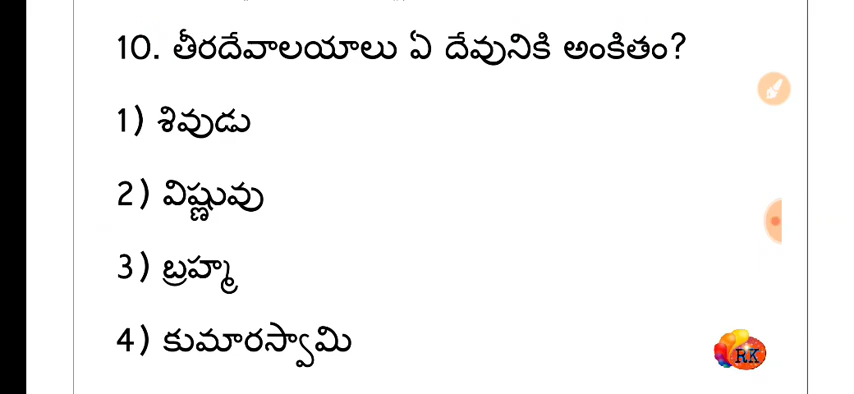 10. తీరదేవాలయాలు ఏ దేవునికి అంకితం?
1) శివుడు
2) విష్ణువు
3) బ్రహ్మ
4) కుమారస్వామి
RK